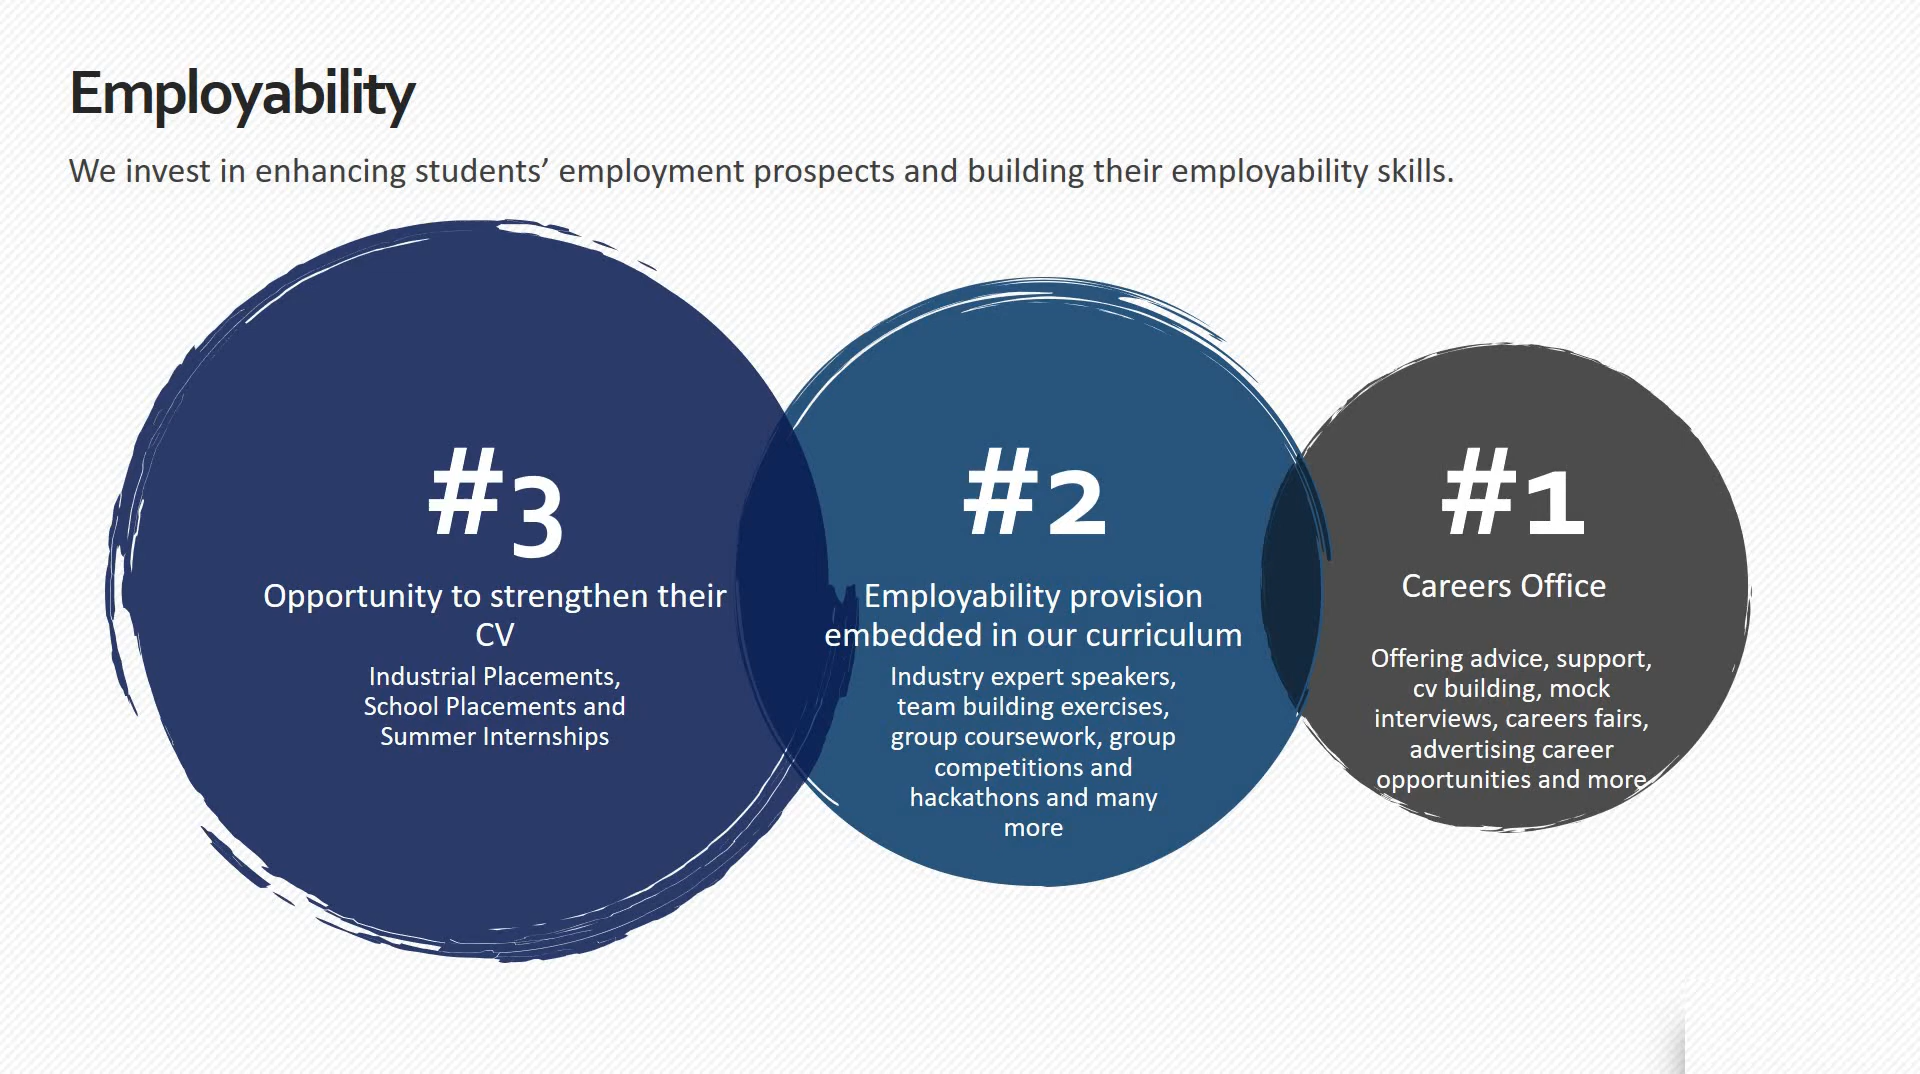 Employability
We invest in enhancing students’ employment prospects and building their employability skills.
#3
Opportunity to strengthen their
CV
Industrial Placements,
School Placements and
Summer Internships
#2
Employability provision
embedded in our curriculum
Industry expert speakers,
team building exercises,
group coursework, group
competitions and
hackathons and many
more
#1
Careers Office
Offering advice, support,
cv building, mock
interviews, careers fairs,
advertising career
opportunities and more